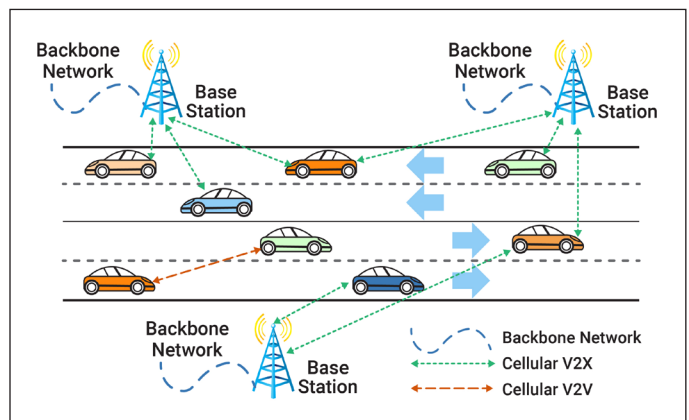 Backbone
Network
Base
Station
Backbone
Network
Base
Station
Backbone
Network
Base
Station
Backbone Network
Cellular V2X
Cellular V2V